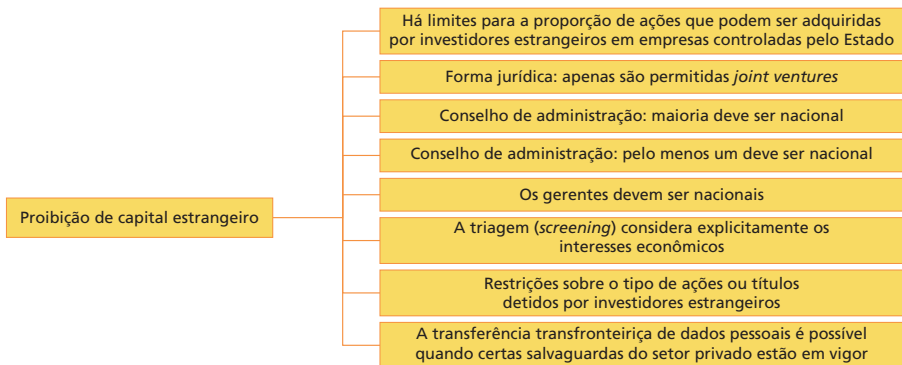 Há limites para a proporção de ações que podem ser adquiridas
por investidores estrangeiros em empresas controladas pelo Estado
Forma jurídica: apenas são permitidas joint ventures
Conselho de administração: maioria deve ser nacional
Conselho de administração: pelo menos um deve ser nacional
Os gerentes devem ser nacionais
Proibição de capital estrangeiro
A triagem (screening) considera explicitamente os
interesses econômicos
Restrições sobre o tipo de ações ou títulos
detidos por investidores estrangeiros
A transferência transfronteiriça de dados pessoais é possível
quando certas salvaguardas do setor privado estão em vigor